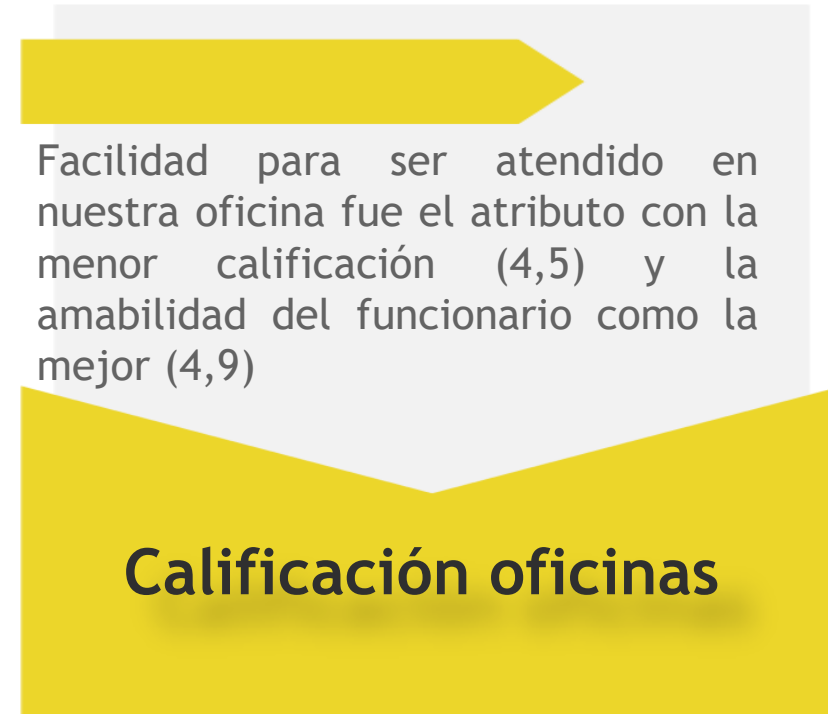 Facilidad para ser atendido en
nuestra oficina fue el atributo con la
menor calificación (4,5) y la
amabilidad del funcionario como la
mejor (4,9)
Calificación oficinas